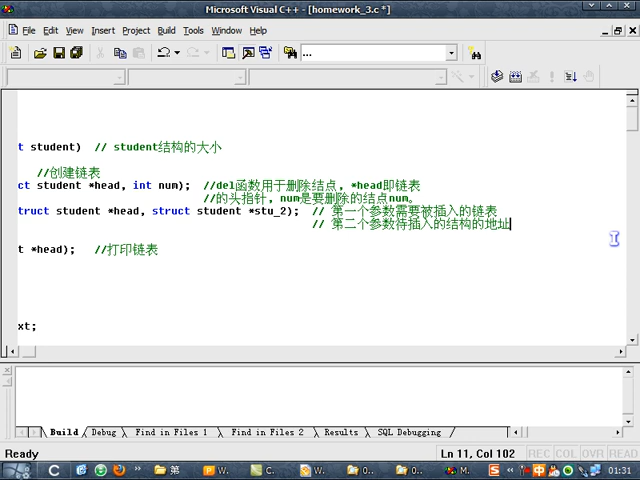 Microsoft Visual C++ - [homework_3.c *]
File Edit View Insert Project Build Tools Window Help
...
t student)  // student结构的大小
//创建链表
ct student *head, int num);  //del函数用于删除结点，*head即链表
//的头指针，num是要删除的结点num。
truct student *head, struct student *stu_2);  // 第一个参数需要被插入的链表
// 第二个参数待插入的结构的地址
t *head);  //打印链表
xt;
Build Debug Find in Files 1 Find in Files 2 Results SQL Debugging
Ready Ln 11, Col 102 REC COL OVR READ
第 W. C. W. 0.. 0.. M. 中 01:31